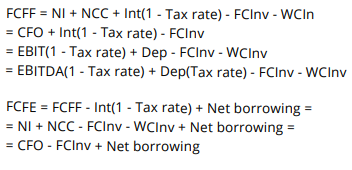 FCFF = NI + NCC + Int(1 - Tax rate) - FCInv - WCIn
= CFO + Int(1 - Tax rate) - FCInv
= EBIT(1 - Tax rate) + Dep - FCInv - WCInv
= EBITDA(1 - Tax rate) + Dep(Tax rate) - FCInv - WCInv
FCFE = FCFF - Int(1 - Tax rate) + Net borrowing =
= NI + NCC - FCInv - WCInv + Net borrowing =
= CFO - FCInv + Net borrowing